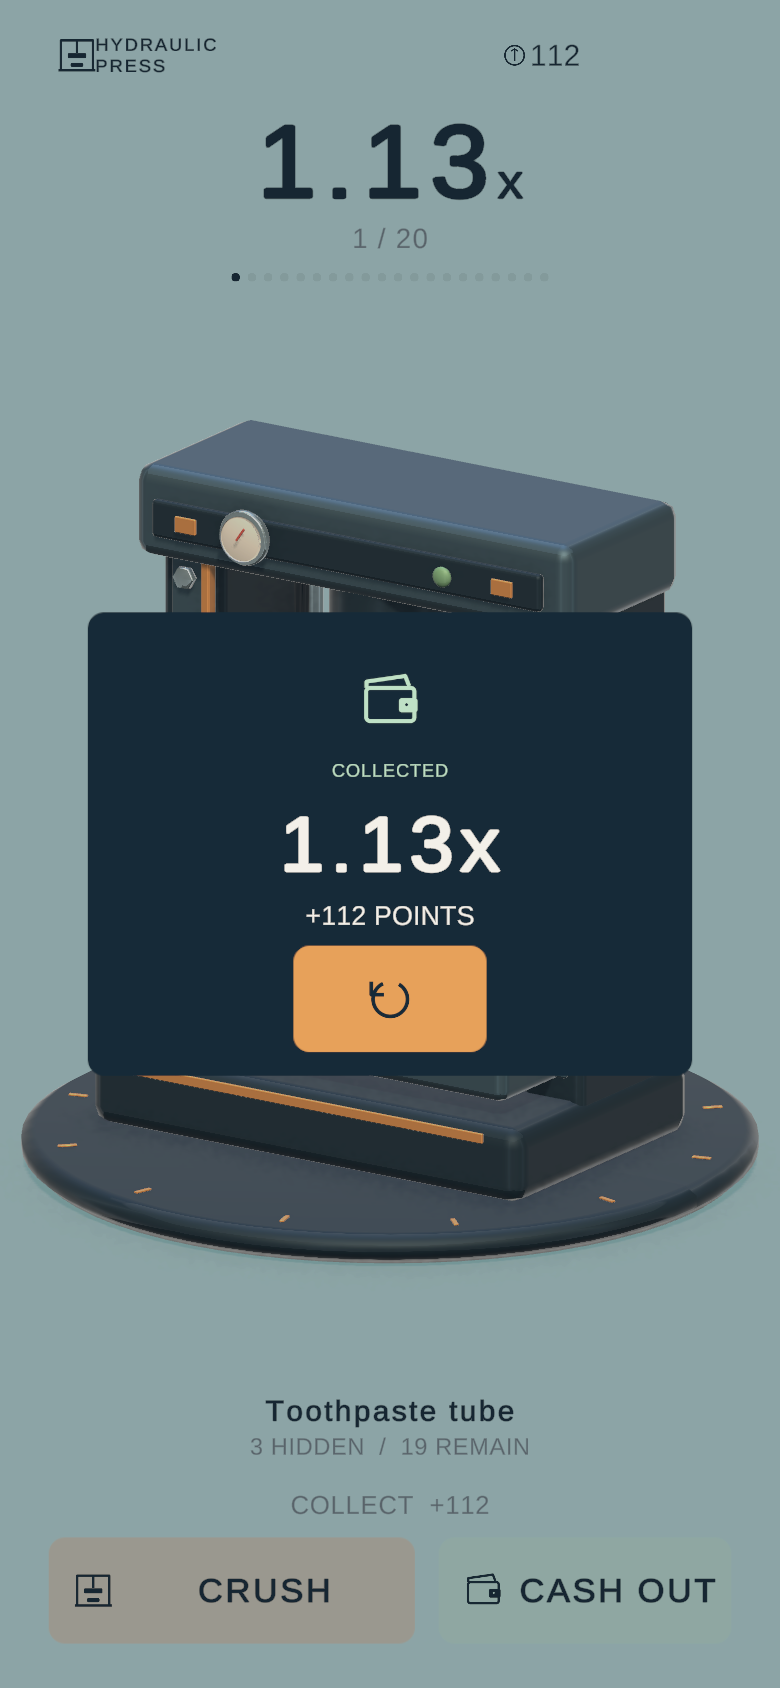 HYDRAULIC
PRESS
112
1.13x
1 / 20
COLLECTED
1.13x
+112 POINTS
Toothpaste tube
3 HIDDEN / 19 REMAIN
COLLECT +112
CRUSH
CASH OUT